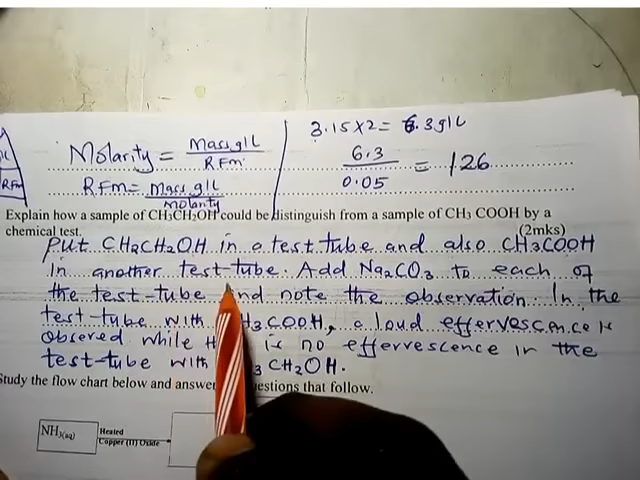 3.15×2= 6.3g/L
Molarity = Mass g/L / RFm
6.3 / 0.05 = 126
RFm= Mass g/L / Molarity
RFm
Explain how a sample of CH₃CH₂OH could be distinguish from a sample of CH₃ COOH by a
chemical test. (2mks)
Put CH₃CH₂OH in a test tube and also CH3COOH
in another test-tube. Add Na₂CO₃ to each of
the test-tube and note the observation. In the
test-tube with H3COOH, a loud effervescence is
observed while is no effervescence in the
test-tube with 3 CH₂OH.
Study the flow chart below and answer estions that follow.
NH₃(aq)
Heated
Copper (II) Oxide